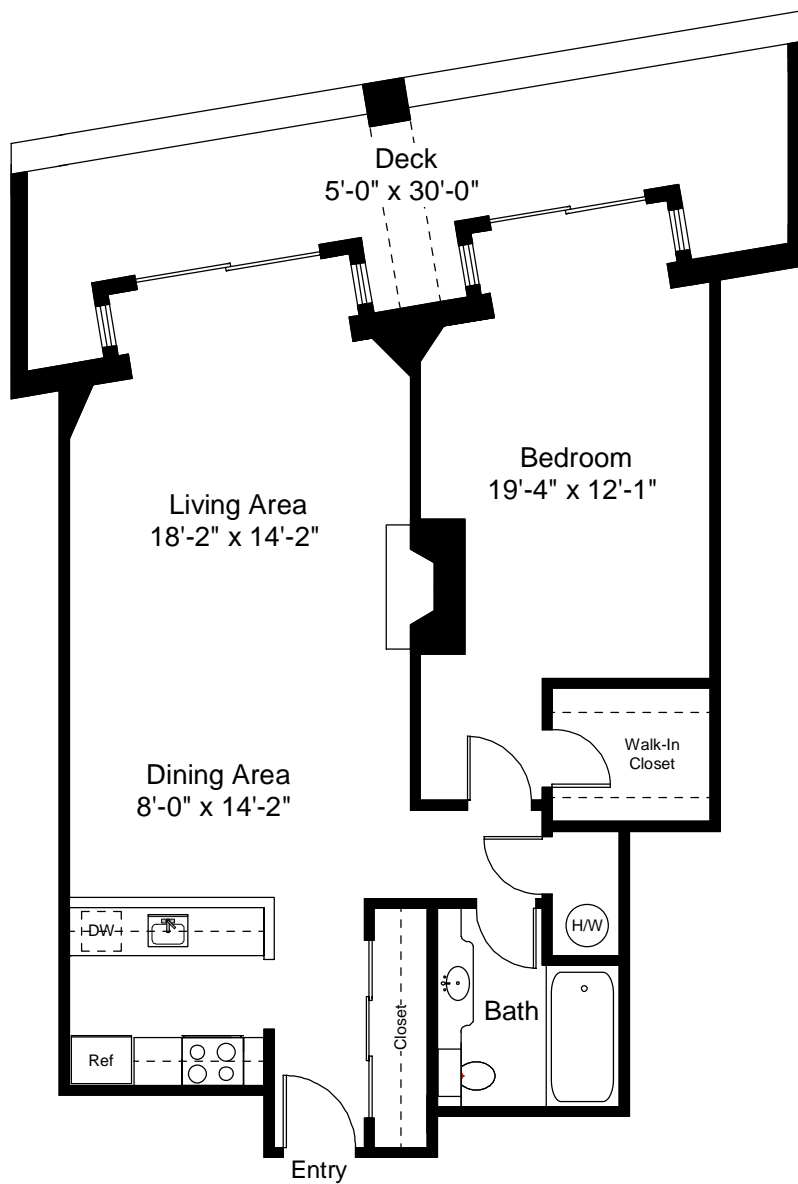 Deck
5'-0" x 30'-0"
Bedroom
19'-4" x 12'-1"
Living Area
18'-2" x 14'-2"
Walk-In
Closet
Dining Area
8'-0" x 14'-2"
DW
H/W
Closet
Bath
Ref
Entry